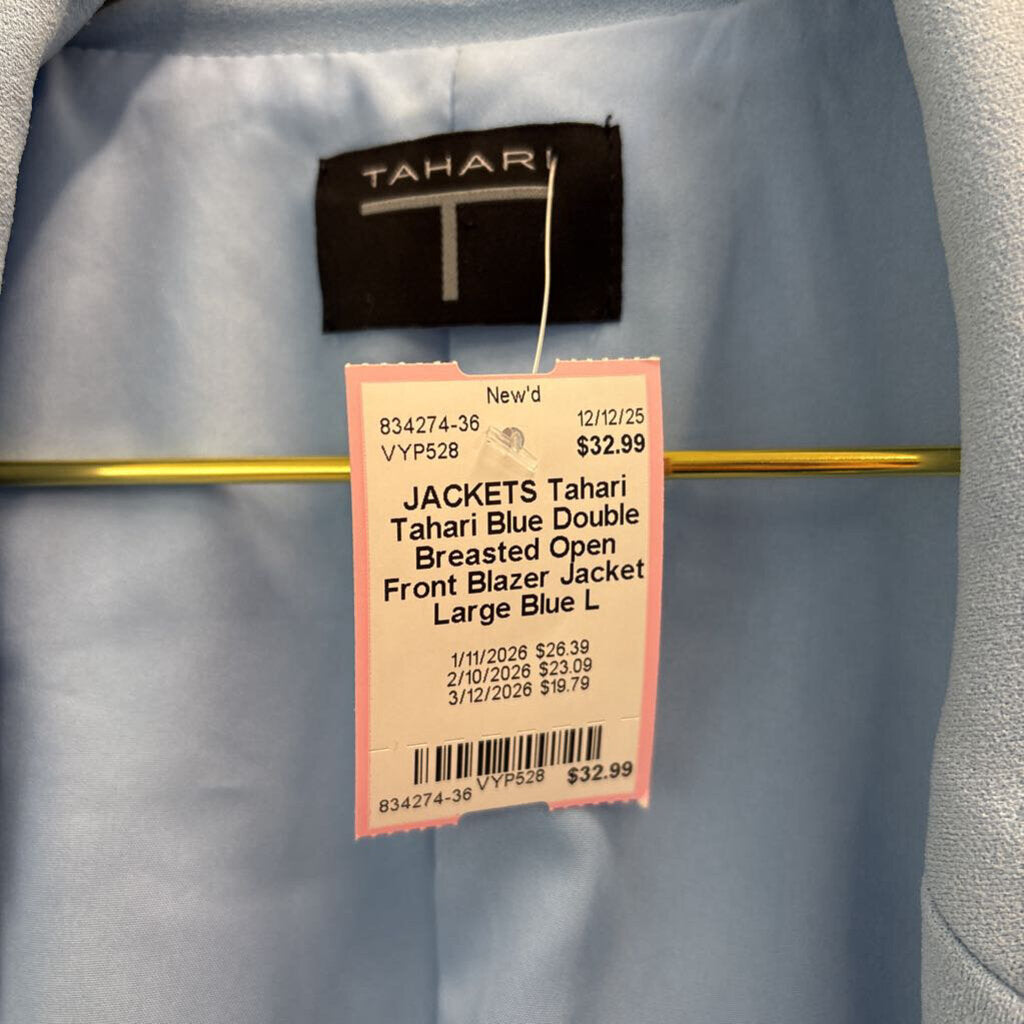 TAHARI
T
New'd
834274-36 12/12/25
VYP528 $32.99
JACKETS Tahari
Tahari Blue Double
Breasted Open
Front Blazer Jacket
Large Blue L
1/11/2026 $26.39
2/10/2026 $23.09
3/12/2026 $19.79
834274-36 VYP528 $32.99